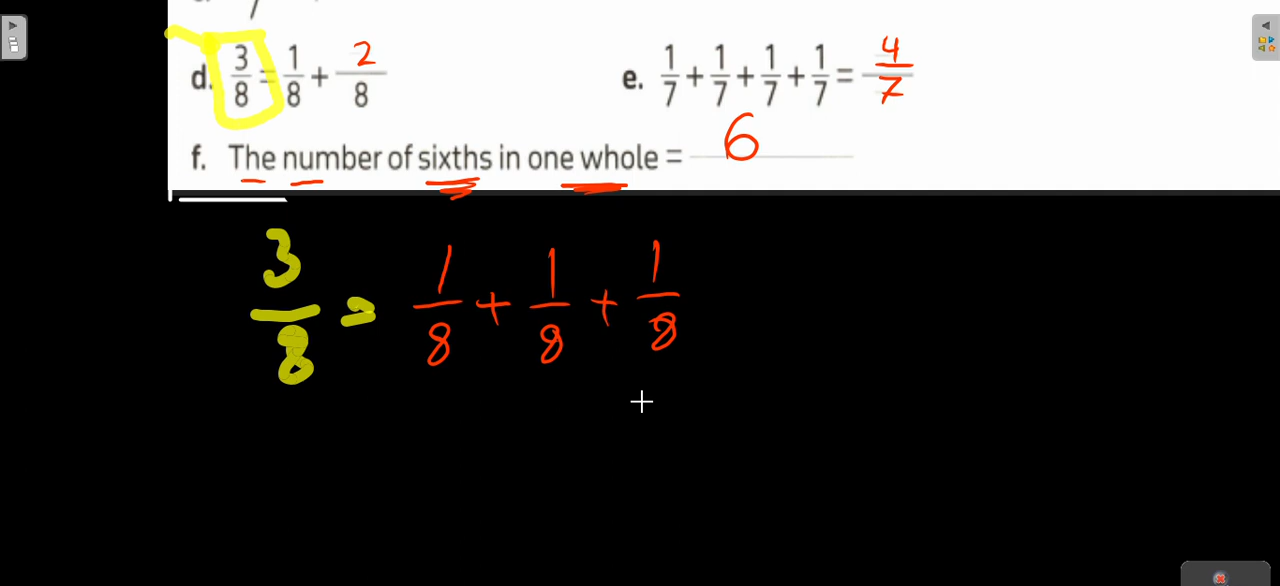 d. 3/8 = 1/8 + 2/8
e. 1/7 + 1/7 + 1/7 + 1/7 = 4/7
f. The number of sixths in one whole = 6
3/8 = 1/8 + 1/8 + 1/8